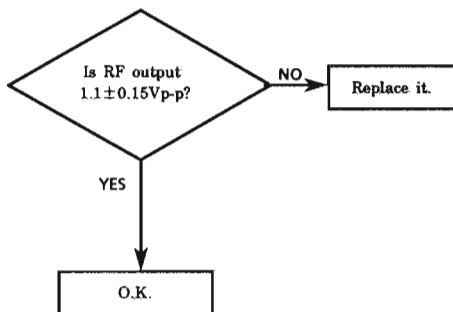 Is RF output
1.1±0.15Vp-p?
NO
Replace it.
YES
O.K.